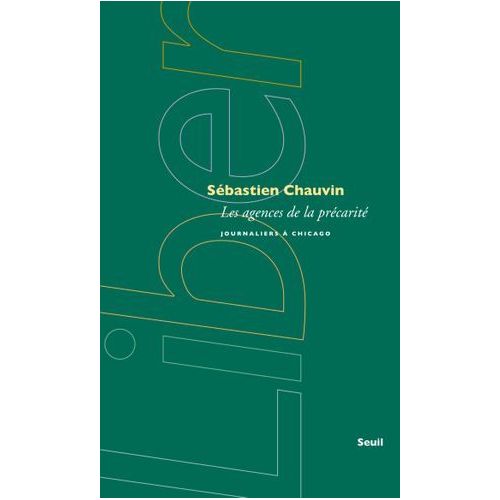 Liber
Sébastien Chauvin
Les agences de la précarité
JOURNALIERS À CHICAGO
Seuil